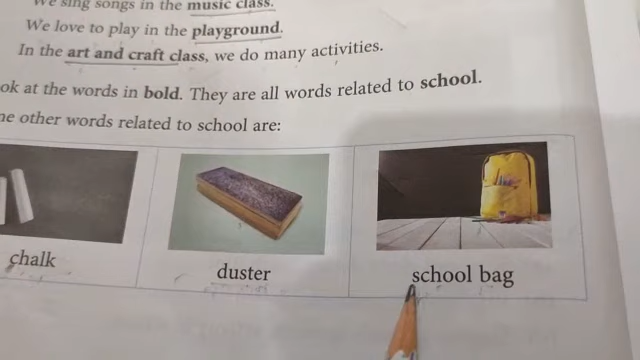 We sing songs in the music class.
We love to play in the playground.
In the art and craft class, we do many activities.
at the words in bold. They are all words related to school.
other words related to school are:
chalk
duster
school bag